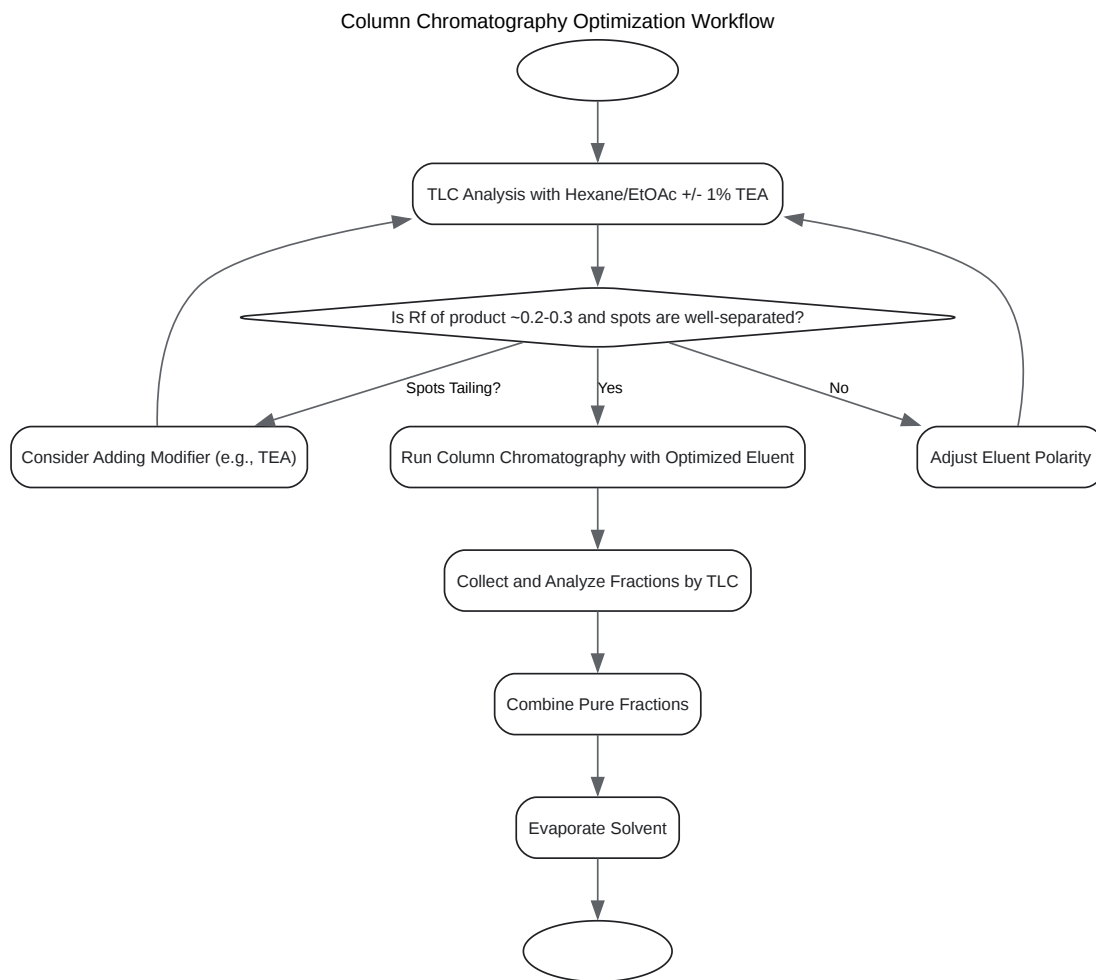 Column Chromatography Optimization Workflow
TLC Analysis with Hexane/EtOAc +/- 1% TEA
Is Rf of product ~0.2-0.3 and spots are well-separated?
Spots Tailing?
Yes
No
Consider Adding Modifier (e.g., TEA)
Run Column Chromatography with Optimized Eluent
Adjust Eluent Polarity
Collect and Analyze Fractions by TLC
Combine Pure Fractions
Evaporate Solvent